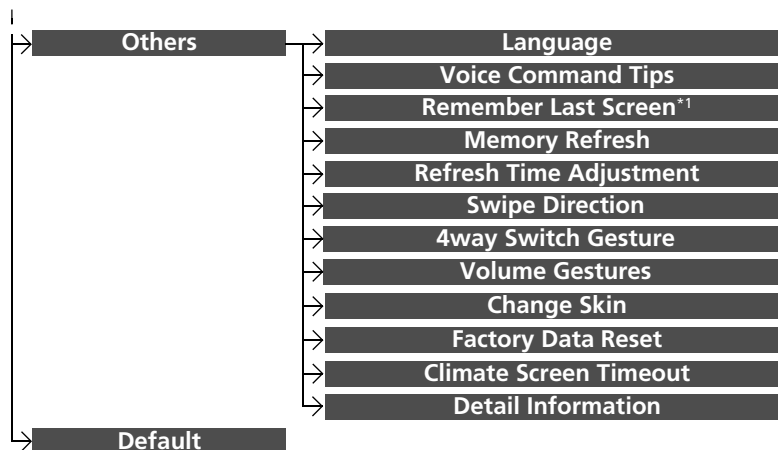 Others
Language
Voice Command Tips
Remember Last Screen*1
Memory Refresh
Refresh Time Adjustment
Swipe Direction
4way Switch Gesture
Volume Gestures
Change Skin
Factory Data Reset
Climate Screen Timeout
Detail Information
Default